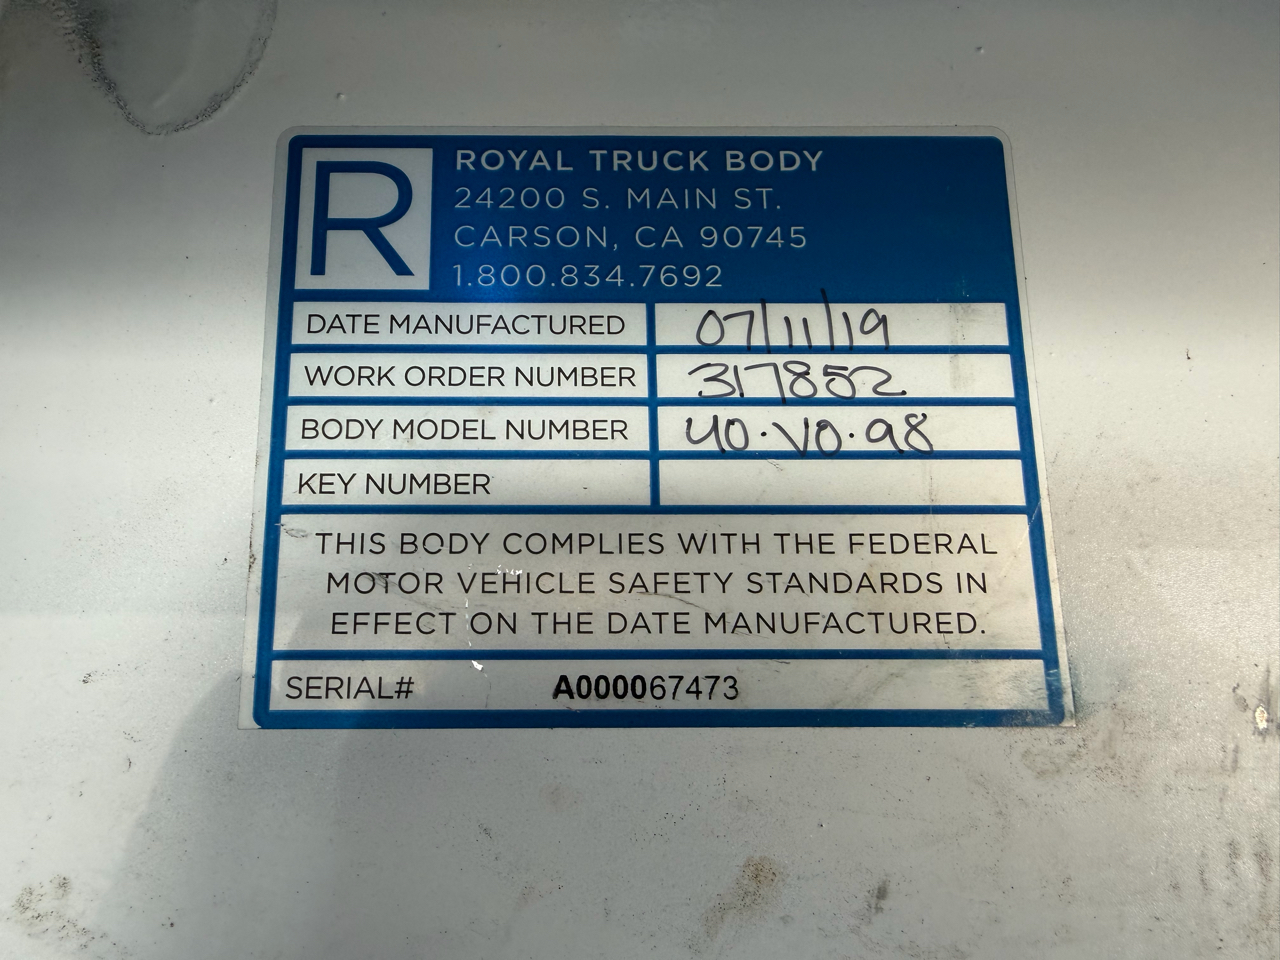 R
ROYAL TRUCK BODY
24200 S. MAIN ST.
CARSON, CA 90745
1.800.834.7692
DATE MANUFACTURED 07/11/19
WORK ORDER NUMBER 317852
BODY MODEL NUMBER 40·VO·98
KEY NUMBER
THIS BODY COMPLIES WITH THE FEDERAL
MOTOR VEHICLE SAFETY STANDARDS IN
EFFECT ON THE DATE MANUFACTURED.
SERIAL# A000067473